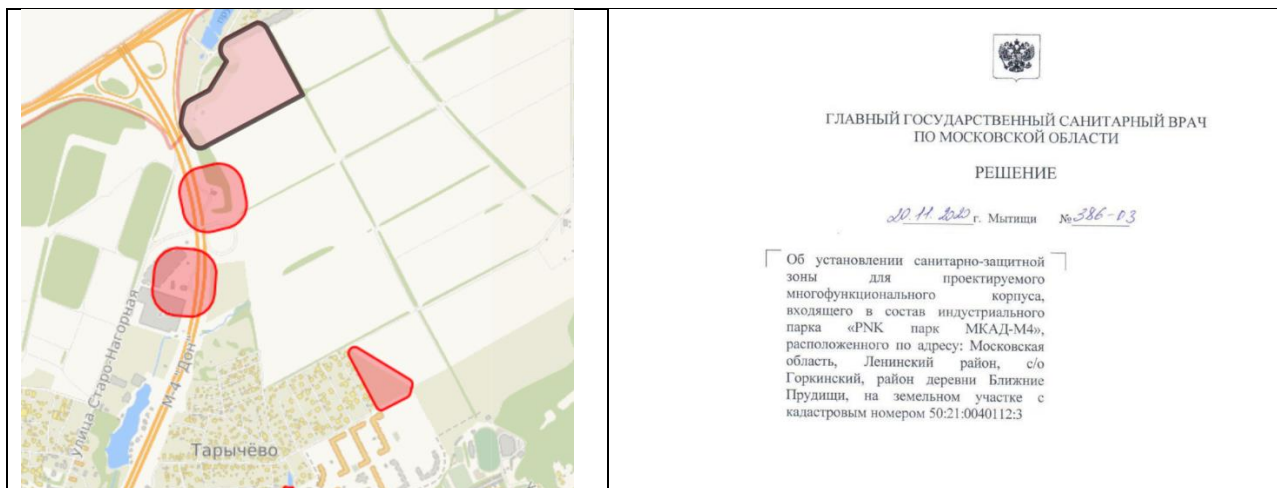 Улица Старо-Нагорная
М-4 "Дон"
Тарычёво
ГЛАВНЫЙ ГОСУДАРСТВЕННЫЙ САНИТАРНЫЙ ВРАЧ
ПО МОСКОВСКОЙ ОБЛАСТИ
РЕШЕНИЕ
20.11.2020 г. Мытищи № 386-03
Об установлении санитарно-защитной
зоны для проектируемого
многофункционального корпуса,
входящего в состав индустриального
парка «PNK парк МКАД-М4»,
расположенного по адресу: Московская
область, Ленинский район, с/о
Горкинский, район деревни Ближние
Прудищи, на земельном участке с
кадастровым номером 50:21:0040112:3